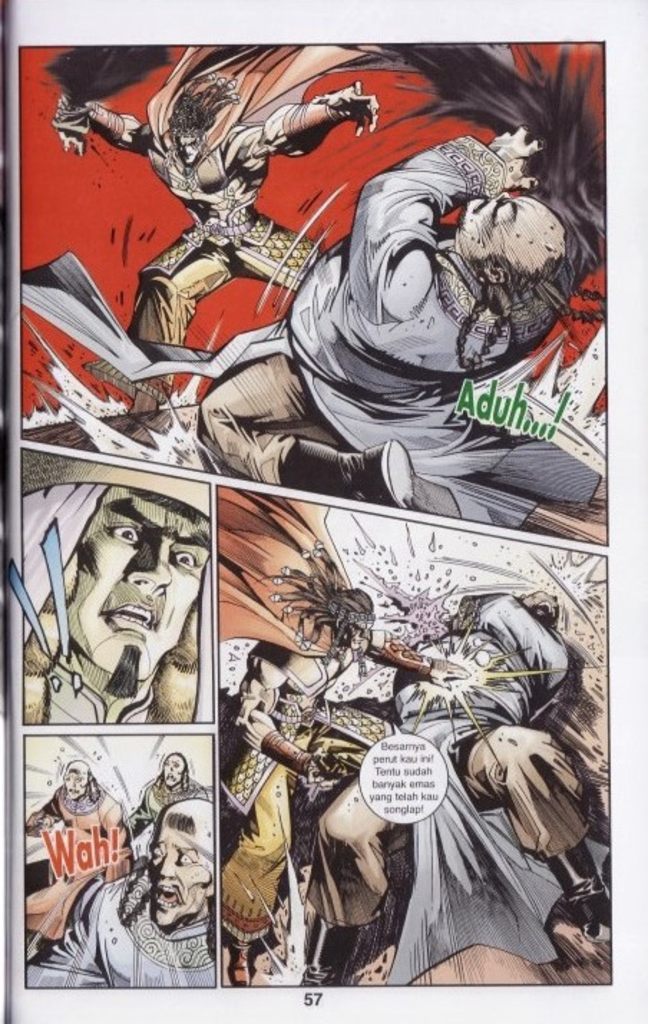 Aduh....!
Wah!
Besarnya
perut kau ini!
Tentu sudah
banyak emas
yang telah kau
songlap!
57